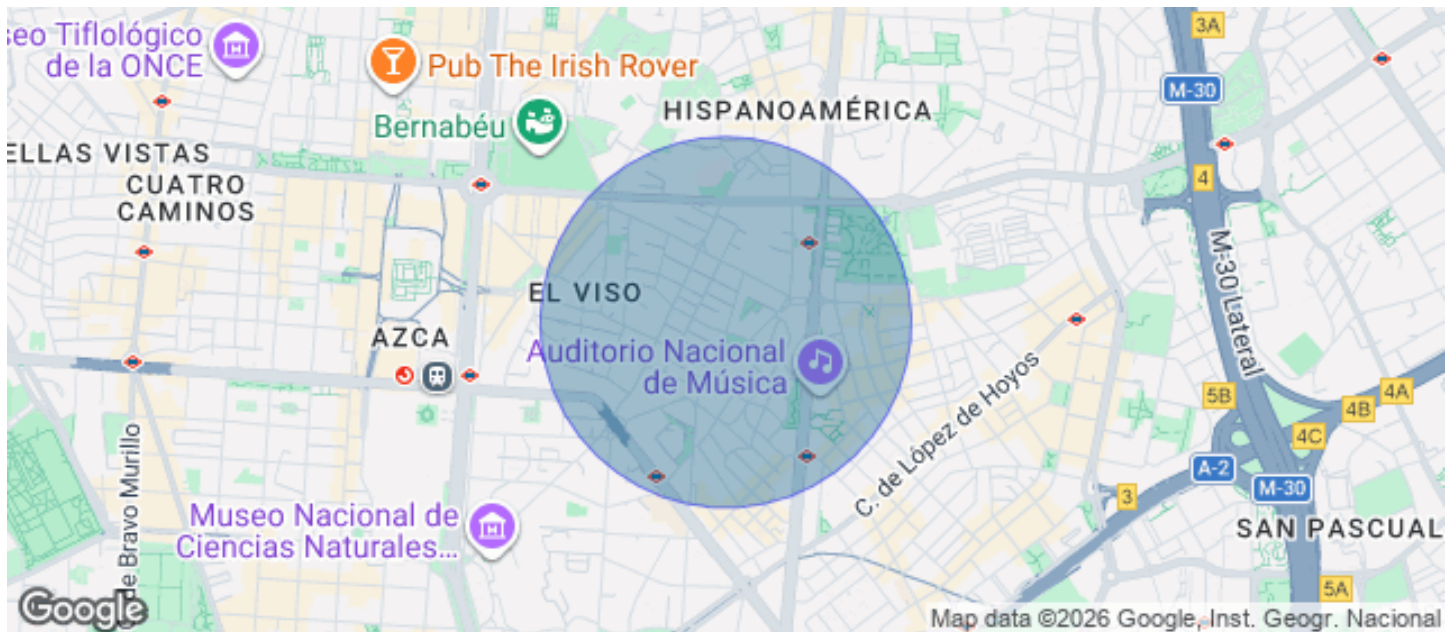 seo Tiflológico
de la ONCE
Pub The Irish Rover
3A
M-30
HISPANOAMÉRICA
Bernabéu
ELLAS VISTAS
CUATRO
CAMINOS
4
M-30 Lateral
EL VISO
AZCA
Auditorio Nacional
de Música
C. de López de Hoyos
5B
4A
4B
4C
A-2
M-30
3
de Bravo Murillo
Museo Nacional de
Ciencias Naturales...
SAN PASCUAL
5A
Google
Map data ©2026 Google, Inst. Geogr. Nacional